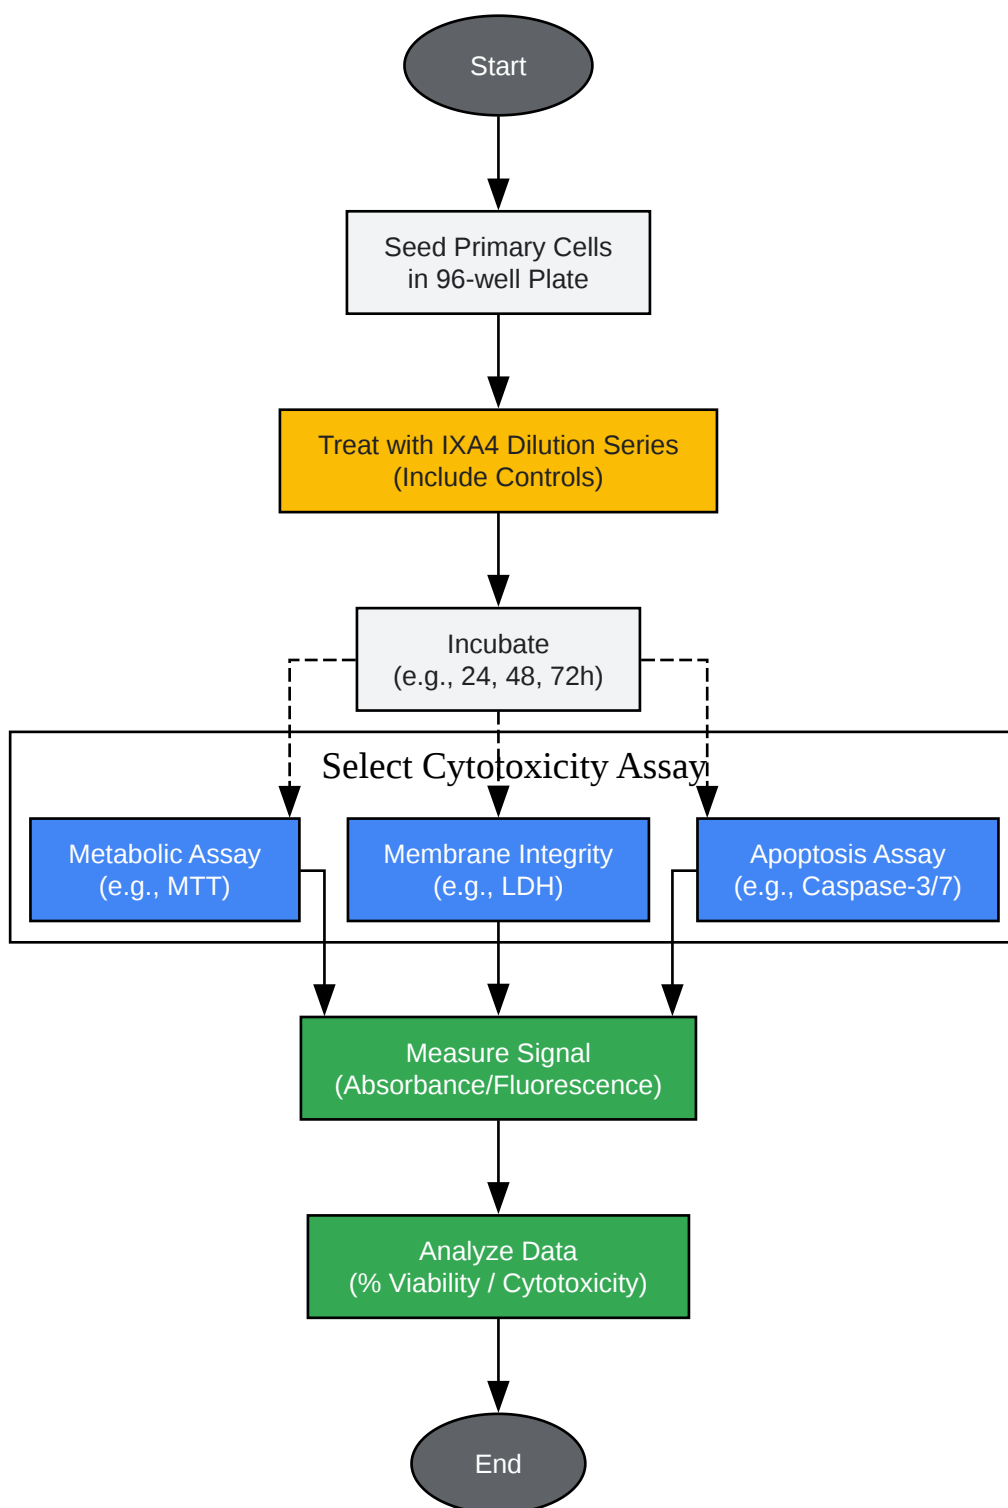 Start
Seed Primary Cells
in 96-well Plate
Treat with IXA4 Dilution Series
(Include Controls)
Incubate
(e.g., 24, 48, 72h)
Select Cytotoxicity Assay
Metabolic Assay
(e.g., MTT)
Membrane Integrity
(e.g., LDH)
Apoptosis Assay
(e.g., Caspase-3/7)
Measure Signal
(Absorbance/Fluorescence)
Analyze Data
(% Viability / Cytotoxicity)
End